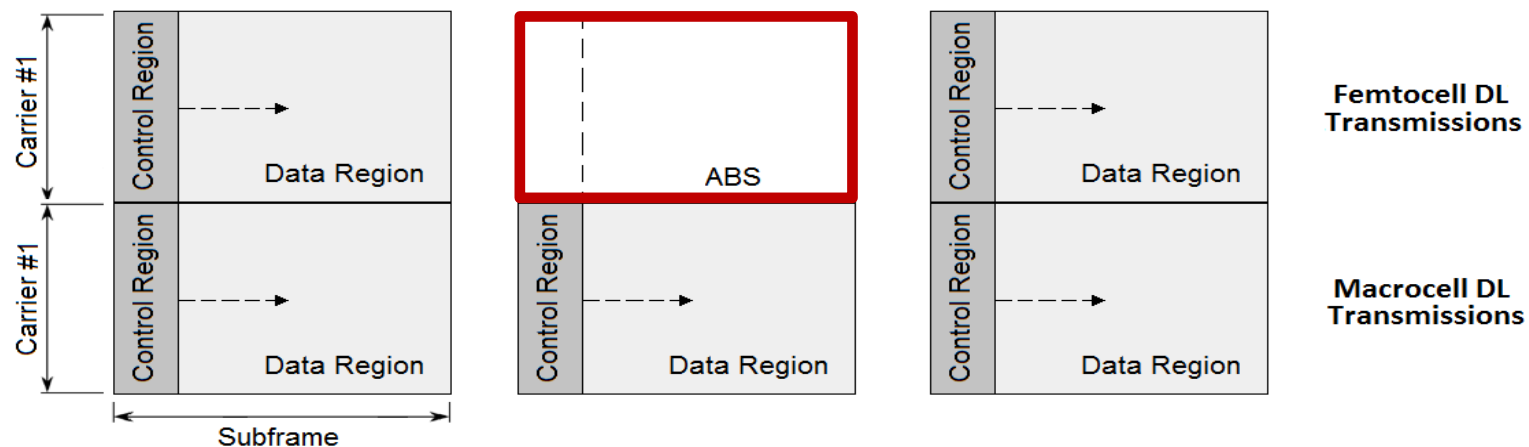 Carrier #1
Control Region
Data Region
ABS
Control Region
Data Region
Femtocell DL
Transmissions
Carrier #1
Control Region
Data Region
Control Region
Data Region
Control Region
Data Region
Macrocell DL
Transmissions
Subframe